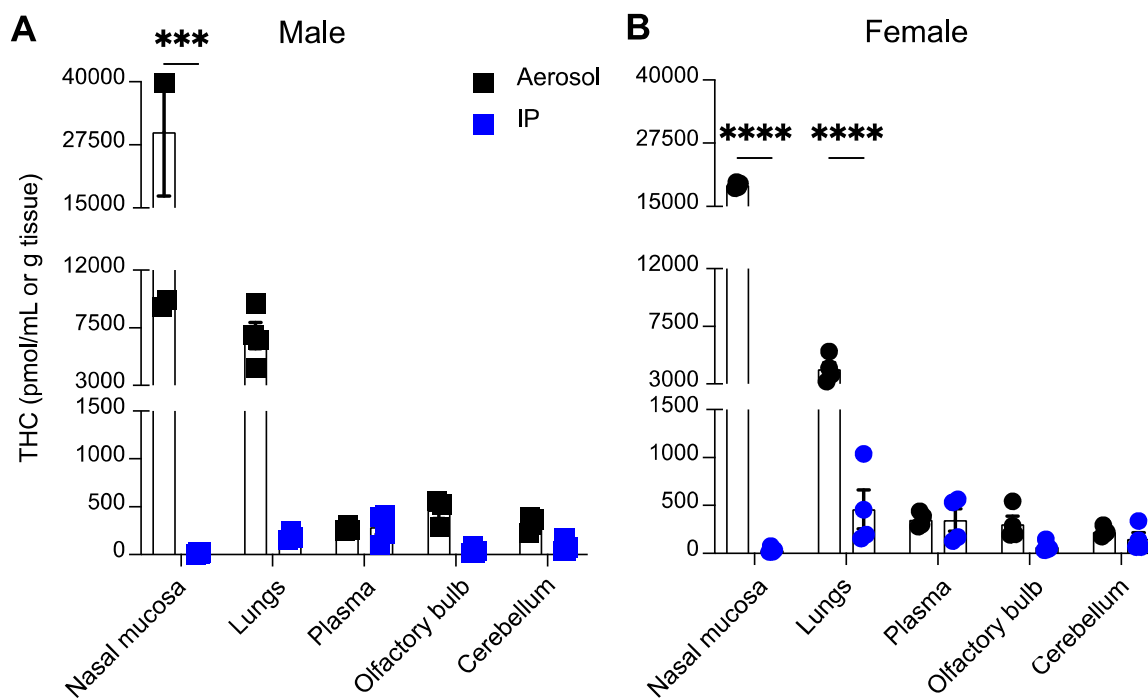 A
Male
***
Aerosol
IP
THC (pmol/mL or g tissue)
40000
27500
15000
12000
7500
3000
1500
1000
500
0
Nasal mucosa
Lungs
Plasma
Olfactory bulb
Cerebellum
B
Female
**** ****
40000
27500
15000
12000
7500
3000
1500
1000
500
0
Nasal mucosa
Lungs
Plasma
Olfactory bulb
Cerebellum